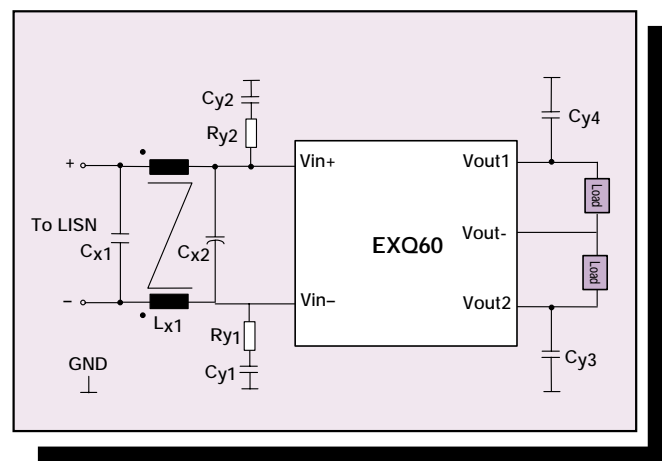 Cy2
Ry2
Cy4
+
Vin+
Vout1
Load
To LISN
Cx1
Cx2
EXQ60
Vout-
Load
−
Vin−
Vout2
Lx1
Ry1
GND
Cy1
Cy3